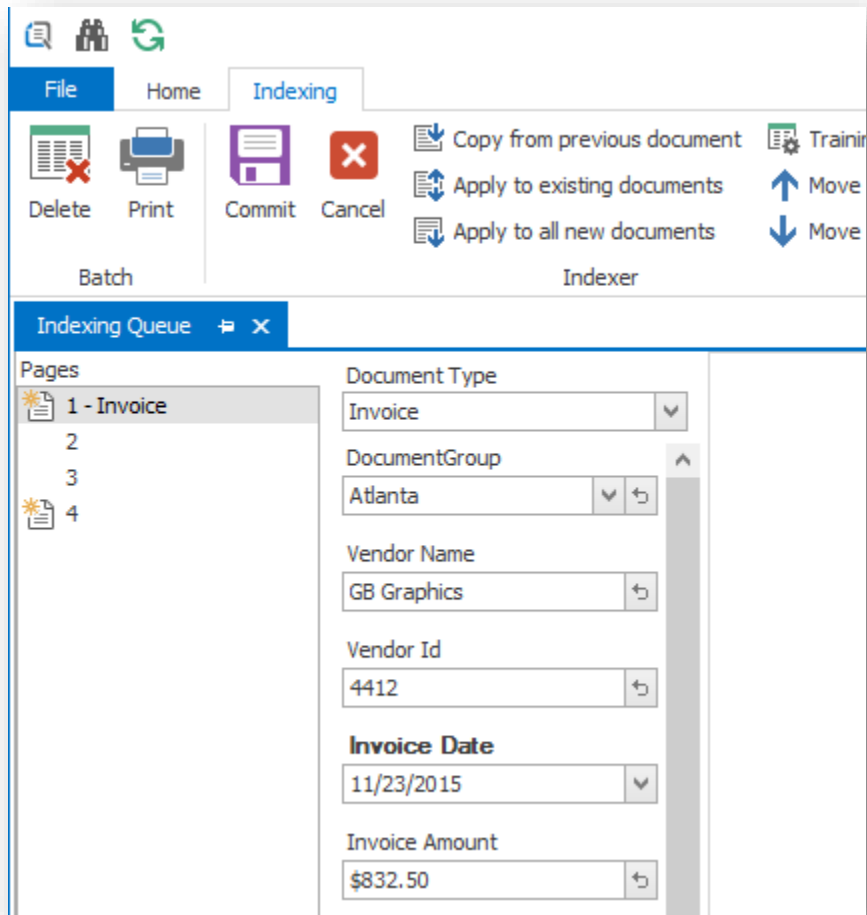 File Home Indexing
Copy from previous document
Apply to existing documents Move
Apply to all new documents Move
Delete Print Commit Cancel
Batch Indexer
Indexing Queue
Pages
1 - Invoice
2
3
4
Document Type
Invoice
DocumentGroup
Atlanta
Vendor Name
GB Graphics
Vendor Id
4412
Invoice Date
11/23/2015
Invoice Amount
$832.50